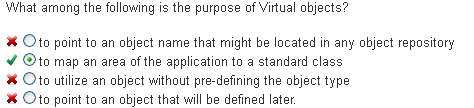 What among the following is the purpose of Virtual objects?
to point to an object name that might be located in any object repository
to map an area of the application to a standard class
to utilize an object without pre-defining the object type
to point to an object that will be defined later.